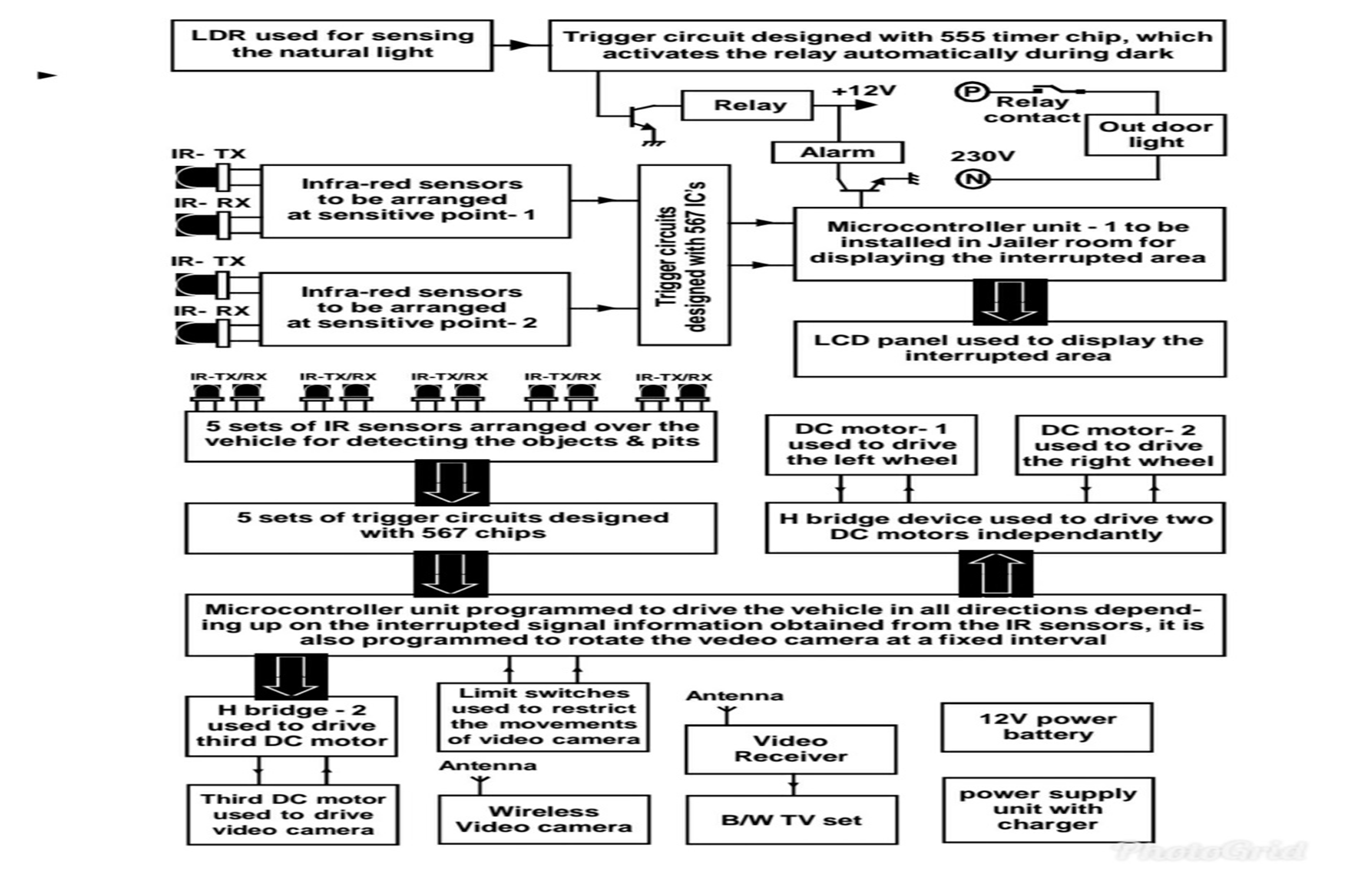 LDR used for sensing
the natural light
Trigger circuit designed with 555 timer chip, which
activates the relay automatically during dark
+12V
Relay
P
Relay
contact
Out door
light
230V
N
Alarm
IR- TX
IR- RX
Infra-red sensors
to be arranged
at sensitive point- 1
IR- TX
IR- RX
Infra-red sensors
to be arranged
at sensitive point- 2
Trigger circuits
designed with 567 IC's
Microcontroller unit - 1 to be
installed in Jailer room for
displaying the interrupted area
LCD panel used to display the
interrupted area
IR-TX/RX
IR-TX/RX
IR-TX/RX
IR-TX/RX
IR-TX/RX
5 sets of IR sensors arranged over the
vehicle for detecting the objects & pits
DC motor- 1
used to drive
the left wheel
DC motor- 2
used to drive
the right wheel
5 sets of trigger circuits designed
with 567 chips
H bridge device used to drive two
DC motors independantly
Microcontroller unit programmed to drive the vehicle in all directions depend-
ing up on the interrupted signal information obtained from the IR sensors, it is
also programmed to rotate the vedeo camera at a fixed interval
H bridge - 2
used to drive
third DC motor
Limit switches
used to restrict
the movements
of video camera
Antenna
Video
Receiver
12V power
battery
Third DC motor
used to drive
video camera
Antenna
Wireless
Video camera
B/W TV set
power supply
unit with
charger
PhotoGrid